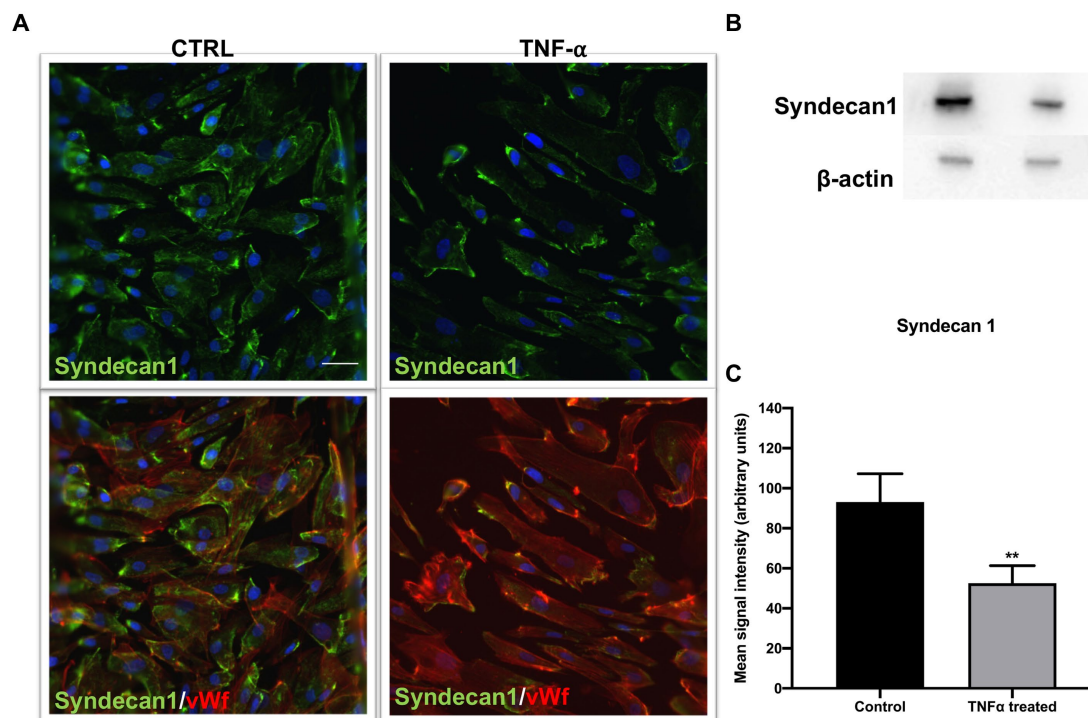 A
CTRL
TNF-α
Syndecan1
Syndecan1
Syndecan1/vWf
Syndecan1/vWf
B
Syndecan1
β-actin
Syndecan 1
C
Mean signal intensity (arbitrary units)
140
120
100
80
60
40
20
0
**
Control
TNFα treated